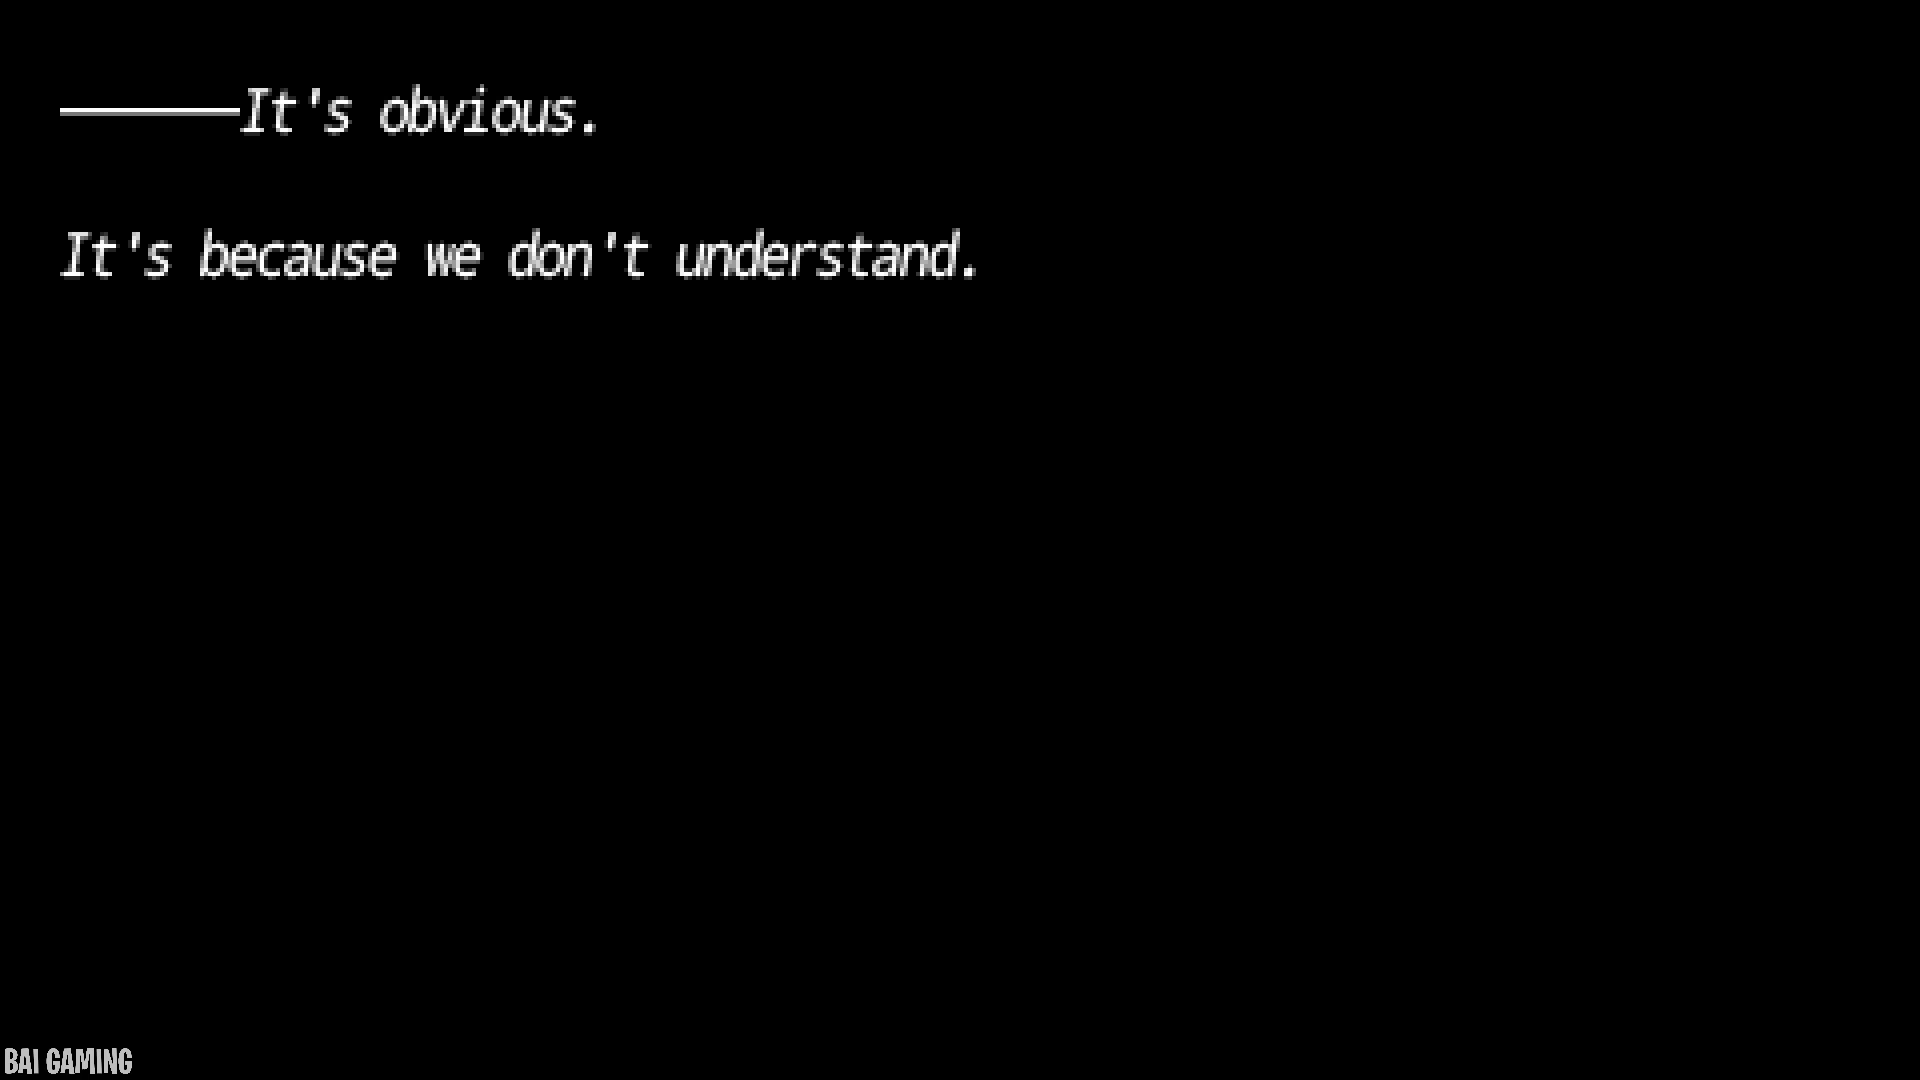 ———It's obvious.
It's because we don't understand.
BAI GAMING